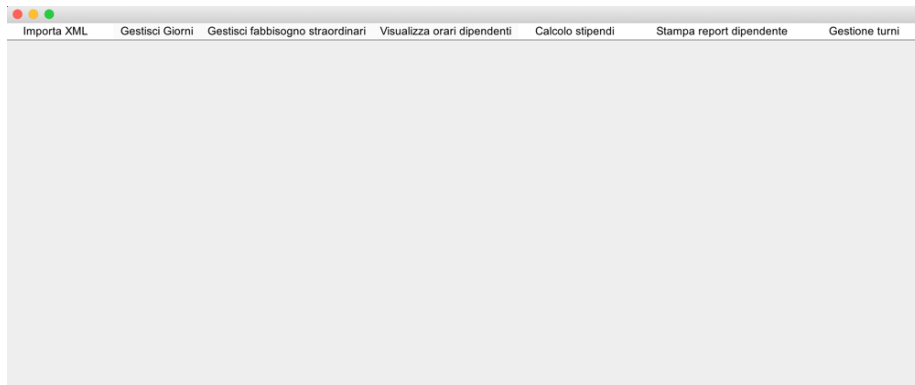 Importa XML Gestisci Giorni Gestisci fabbisogno straordinari Visualizza orari dipendenti Calcolo stipendi Stampa report dipendente Gestione turni